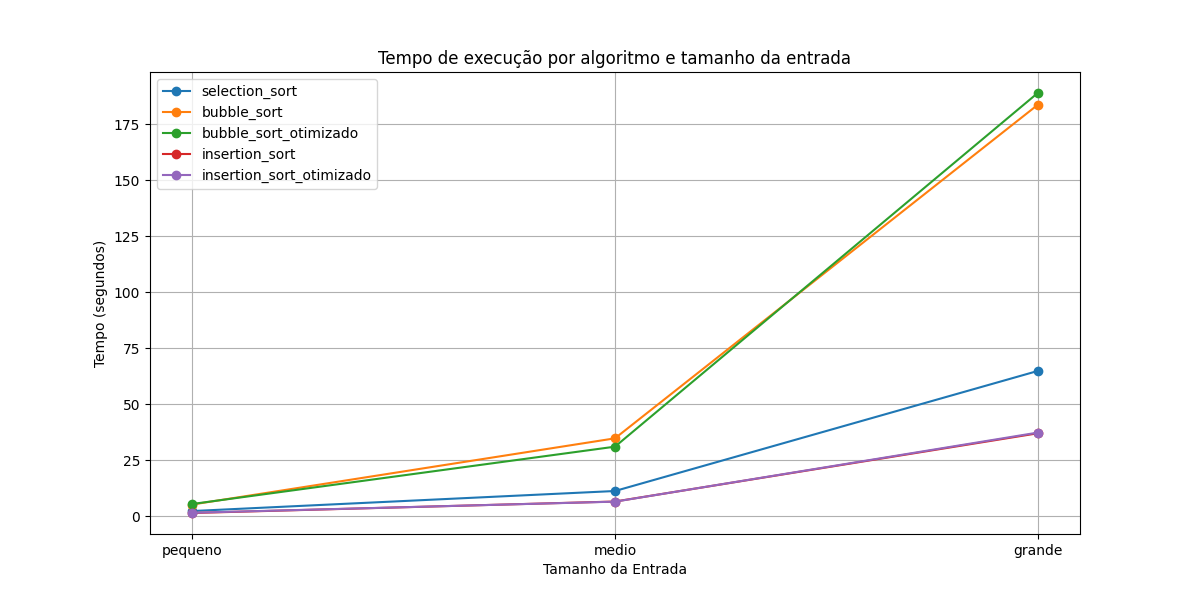 Tempo de execução por algoritmo e tamanho da entrada
selection_sort
bubble_sort
bubble_sort_otimizado
insertion_sort
insertion_sort_otimizado
175
150
125
100
75
50
25
0
Tempo (segundos)
pequeno
medio
grande
Tamanho da Entrada